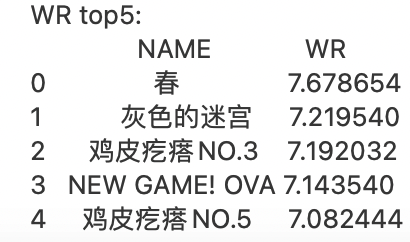 WR top5:
NAME WR
0 春 7.678654
1 灰色的迷宫 7.219540
2 鸡皮疙瘩NO.3 7.192032
3 NEW GAME! OVA 7.143540
4 鸡皮疙瘩NO.5 7.082444